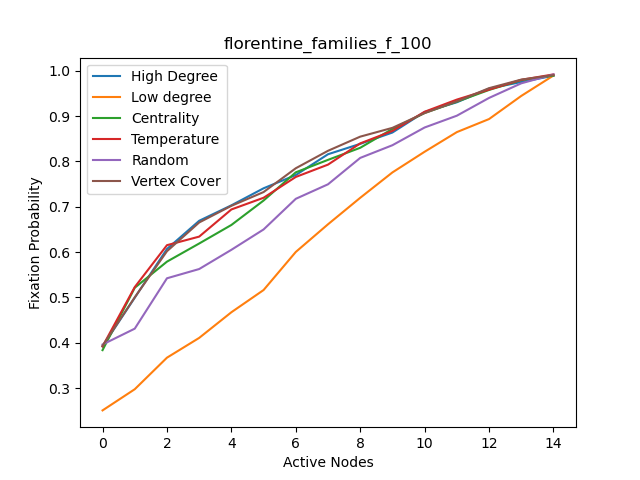 florentine_families_f_100
High Degree
Low degree
Centrality
Temperature
Random
Vertex Cover
Fixation Probability
1.0
0.9
0.8
0.7
0.6
0.5
0.4
0.3
0 2 4 6 8 10 12 14
Active Nodes